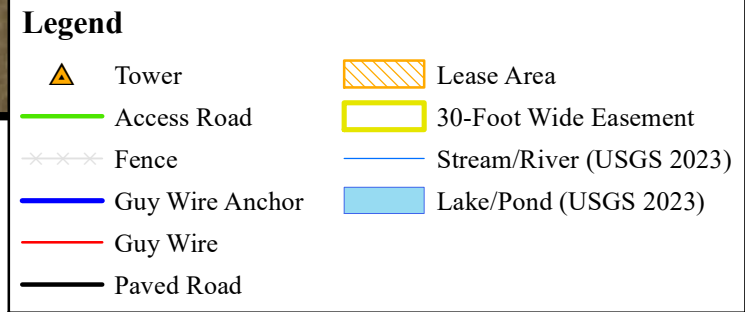 Legend
Tower
Access Road
Fence
Guy Wire Anchor
Guy Wire
Paved Road
Lease Area
30-Foot Wide Easement
Stream/River (USGS 2023)
Lake/Pond (USGS 2023)